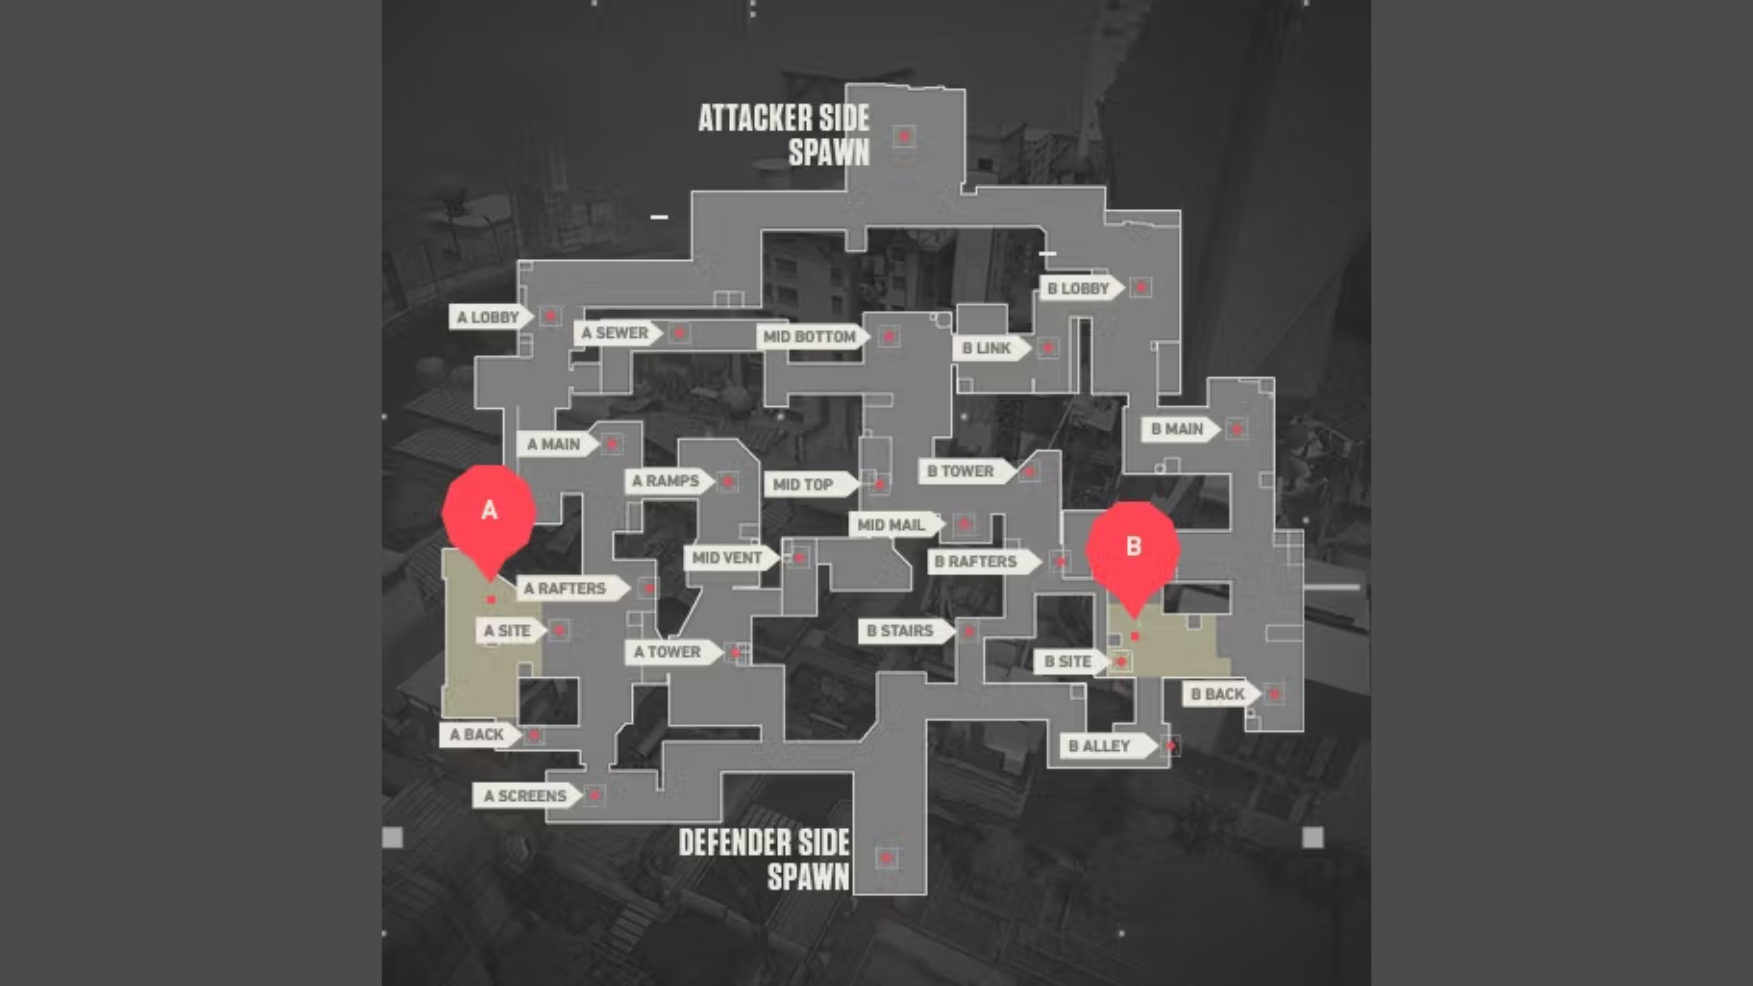 ATTACKER SIDE
SPAWN
B LOBBY
A LOBBY
A SEWER
MID BOTTOM
B LINK
B MAIN
A MAIN
B TOWER
A RAMPS
MID TOP
A
MID MAIL
B
MID VENT
B RAFTERS
A RAFTERS
A SITE
B STAIRS
A TOWER
B SITE
B BACK
A BACK
B ALLEY
A SCREENS
DEFENDER SIDE
SPAWN